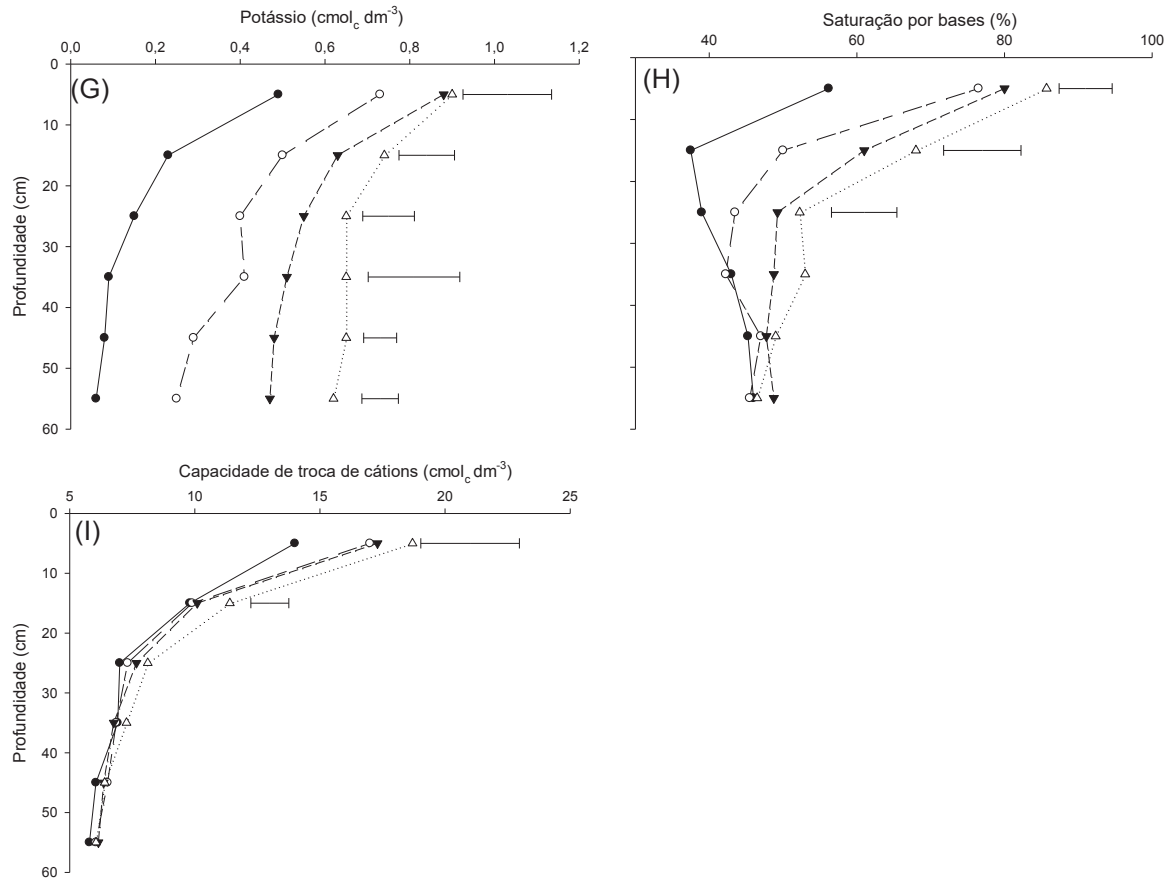 Potássio (cmolc dm-3)
0,0 0,2 0,4 0,6 0,8 1,0 1,2
(G)
Profundidade (cm)
0
10
20
30
40
50
60
Saturação por bases (%)
40 60 80 100
(H)
Capacidade de troca de cátions (cmolc dm-3)
5 10 15 20 25
(I)
Profundidade (cm)
0
10
20
30
40
50
60